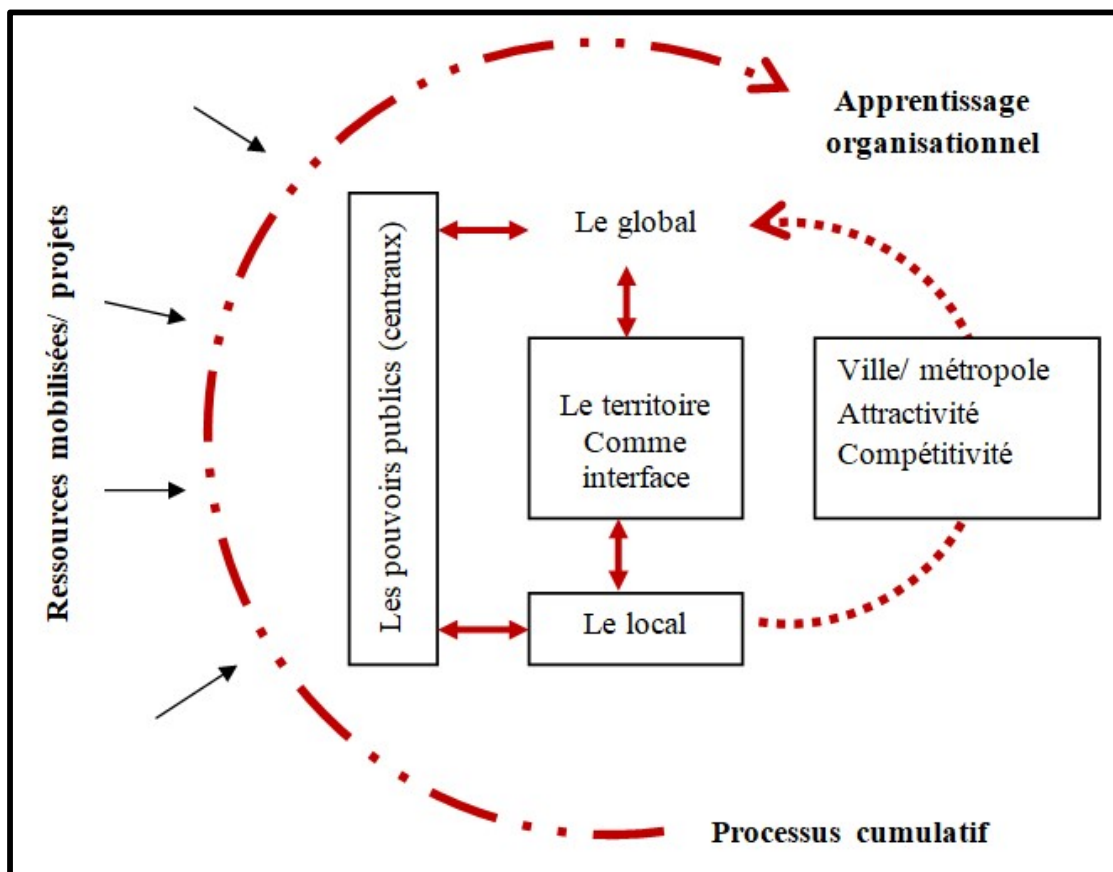 Apprentissage
organisationnel
Ressources mobilisées/ projets
Les pouvoirs publics (centraux)
Le global
Le territoire
Comme
interface
Ville/ métropole
Attractivité
Compétitivité
Le local
Processus cumulatif